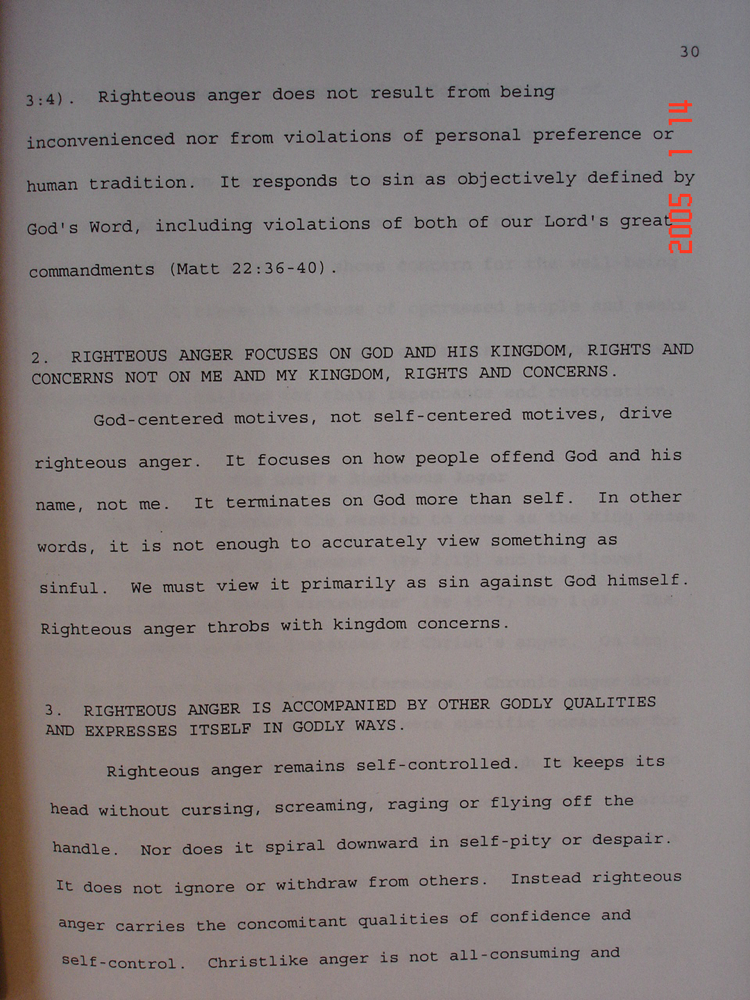 30
3:4). Righteous anger does not result from being
inconvenienced nor from violations of personal preference or
human tradition. It responds to sin as objectively defined by
God's Word, including violations of both of our Lord's great
commandments (Matt 22:36-40).
2. RIGHTEOUS ANGER FOCUSES ON GOD AND HIS KINGDOM, RIGHTS AND
CONCERNS NOT ON ME AND MY KINGDOM, RIGHTS AND CONCERNS.
God-centered motives, not self-centered motives, drive
righteous anger. It focuses on how people offend God and his
name, not me. It terminates on God more than self. In other
words, it is not enough to accurately view something as
sinful. We must view it primarily as sin against God himself.
Righteous anger throbs with kingdom concerns.
3. RIGHTEOUS ANGER IS ACCOMPANIED BY OTHER GODLY QUALITIES
AND EXPRESSES ITSELF IN GODLY WAYS.
Righteous anger remains self-controlled. It keeps its
head without cursing, screaming, raging or flying off the
handle. Nor does it spiral downward in self-pity or despair.
It does not ignore or withdraw from others. Instead righteous
anger carries the concomitant qualities of confidence and
self-control. Christlike anger is not all-consuming and
2005 1 14